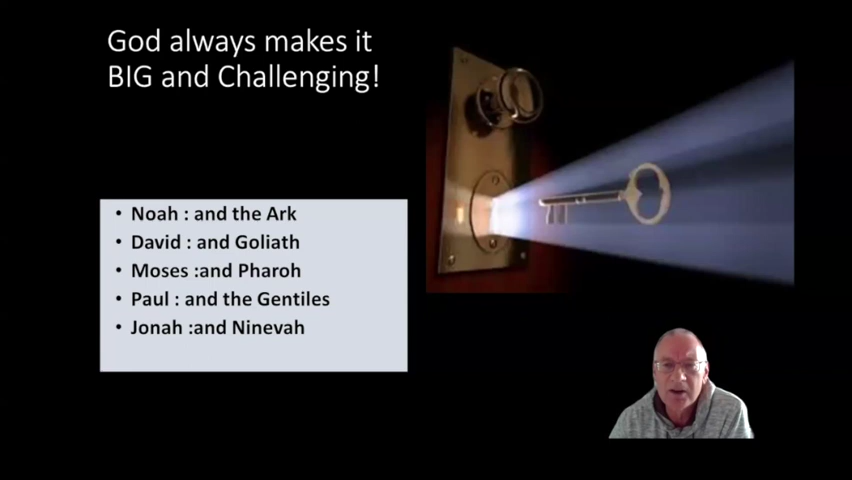 God always makes it
BIG and Challenging!
• Noah : and the Ark
• David : and Goliath
• Moses :and Pharoh
• Paul : and the Gentiles
• Jonah :and Ninevah